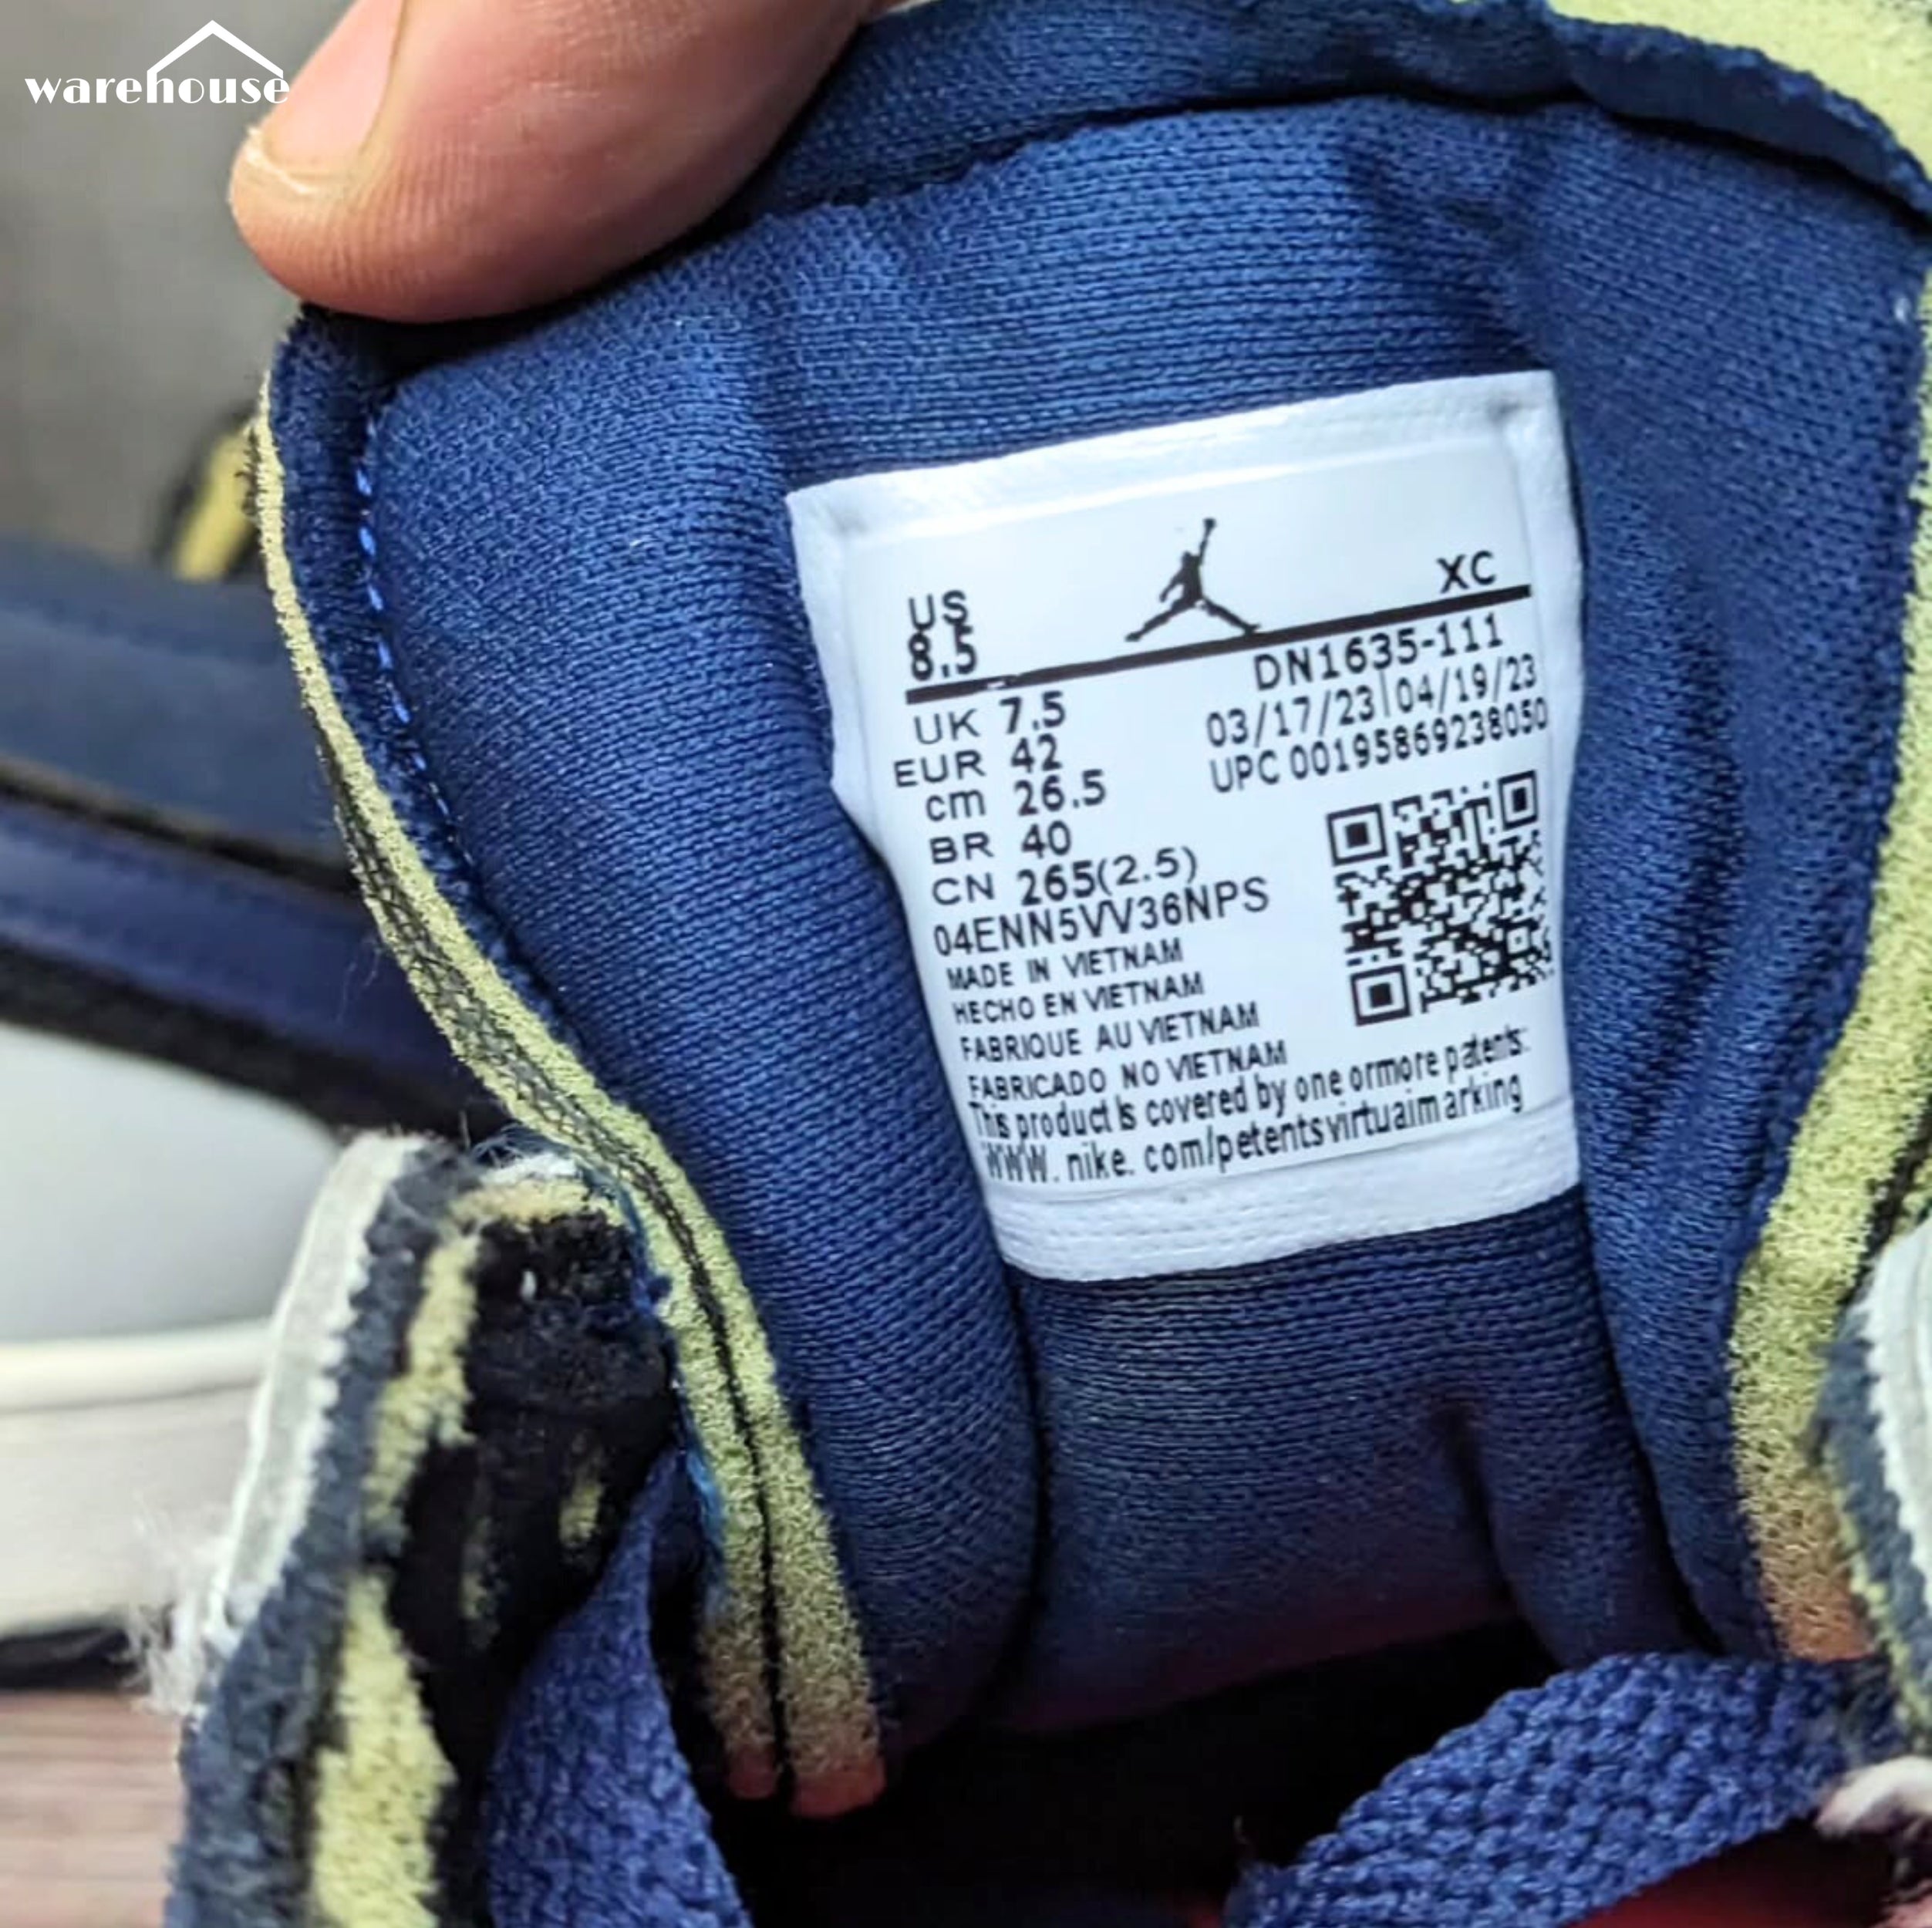 warehouse
US XC
8.5
DN1635-111
UK 7.5 03/17/23|04/19/23
EUR 42 UPC 00195869238050
cm 26.5
BR 40
CN 265(2.5)
04ENN5VV36NPS
MADE IN VIETNAM
HECHO EN VIETNAM
FABRIQUE AU VIETNAM
FABRICADO NO VIETNAM
This product is covered by one ormore patents:
WWW. nike. com/petentsvirtuaimarking